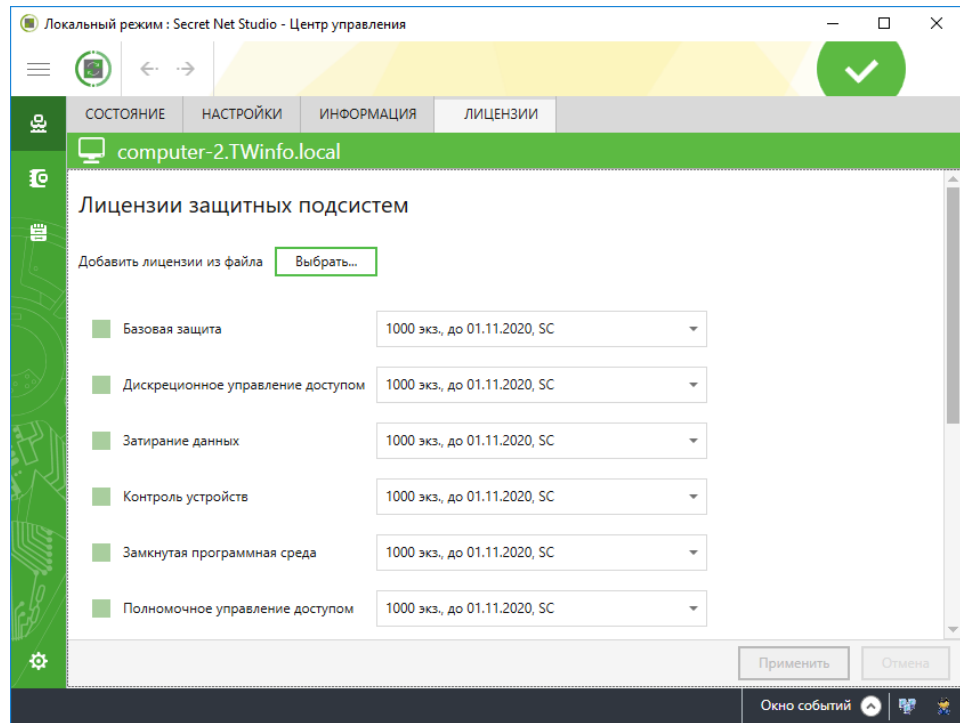 Локальный режим : Secret Net Studio - Центр управления
СОСТОЯНИЕ НАСТРОЙКИ ИНФОРМАЦИЯ ЛИЦЕНЗИИ
computer-2.TWinfo.local
Лицензии защитных подсистем
Добавить лицензии из файла Выбрать...
Базовая защита 1000 экз., до 01.11.2020, SC
Дискреционное управление доступом 1000 экз., до 01.11.2020, SC
Затирание данных 1000 экз., до 01.11.2020, SC
Контроль устройств 1000 экз., до 01.11.2020, SC
Замкнутая программная среда 1000 экз., до 01.11.2020, SC
Полномочное управление доступом 1000 экз., до 01.11.2020, SC
Применить Отмена
Окно событий